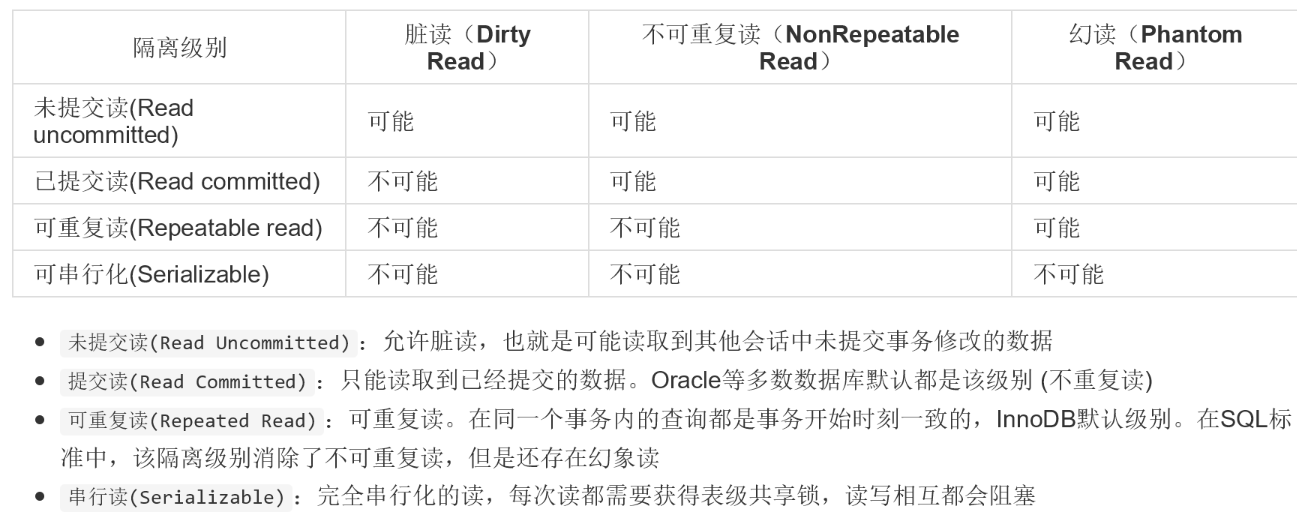 隔离级别 脏读（Dirty Read） 不可重复读（NonRepeatable Read） 幻读（Phantom Read）
未提交读(Read uncommitted) 可能 可能 可能
已提交读(Read committed) 不可能 可能 可能
可重复读(Repeatable read) 不可能 不可能 可能
可串行化(Serializable) 不可能 不可能 不可能
未提交读(Read Uncommitted)：允许脏读，也就是可能读取到其他会话中未提交事务修改的数据
提交读(Read Committed)：只能读取到已经提交的数据。Oracle等多数数据库默认都是该级别 (不重复读)
可重复读(Repeated Read)：可重复读。在同一个事务内的查询都是事务开始时刻一致的，InnoDB默认级别。在SQL标
准中，该隔离级别消除了不可重复读，但是还存在幻象读
串行读(Serializable)：完全串行化的读，每次读都需要获得表级共享锁，读写相互都会阻塞